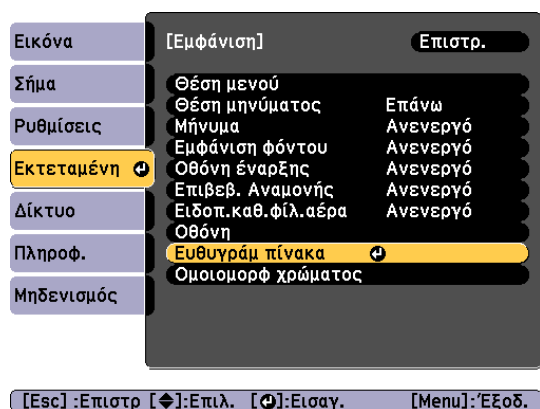 Εικόνα
Σήμα
Ρυθμίσεις
Εκτεταμένη
Δίκτυο
Πληροφ.
Μηδενισμός
[Εμφάνιση] Επιστρ.
Θέση μενού
Θέση μηνύματος Επάνω
Μήνυμα Ανενεργό
Εμφάνιση φόντου Ανενεργό
Οθόνη έναρξης Ανενεργό
Επιβεβ. Αναμονής Ανενεργό
Ειδοπ.καθ.φίλ.αέρα Ανενεργό
Οθόνη
Ευθυγράμ πίνακα
Ομοιομορφ χρώματος
[Esc] :Επιστρ [◆]:Επιλ. [⏎]:Εισαγ. [Menu]:Έξοδ.